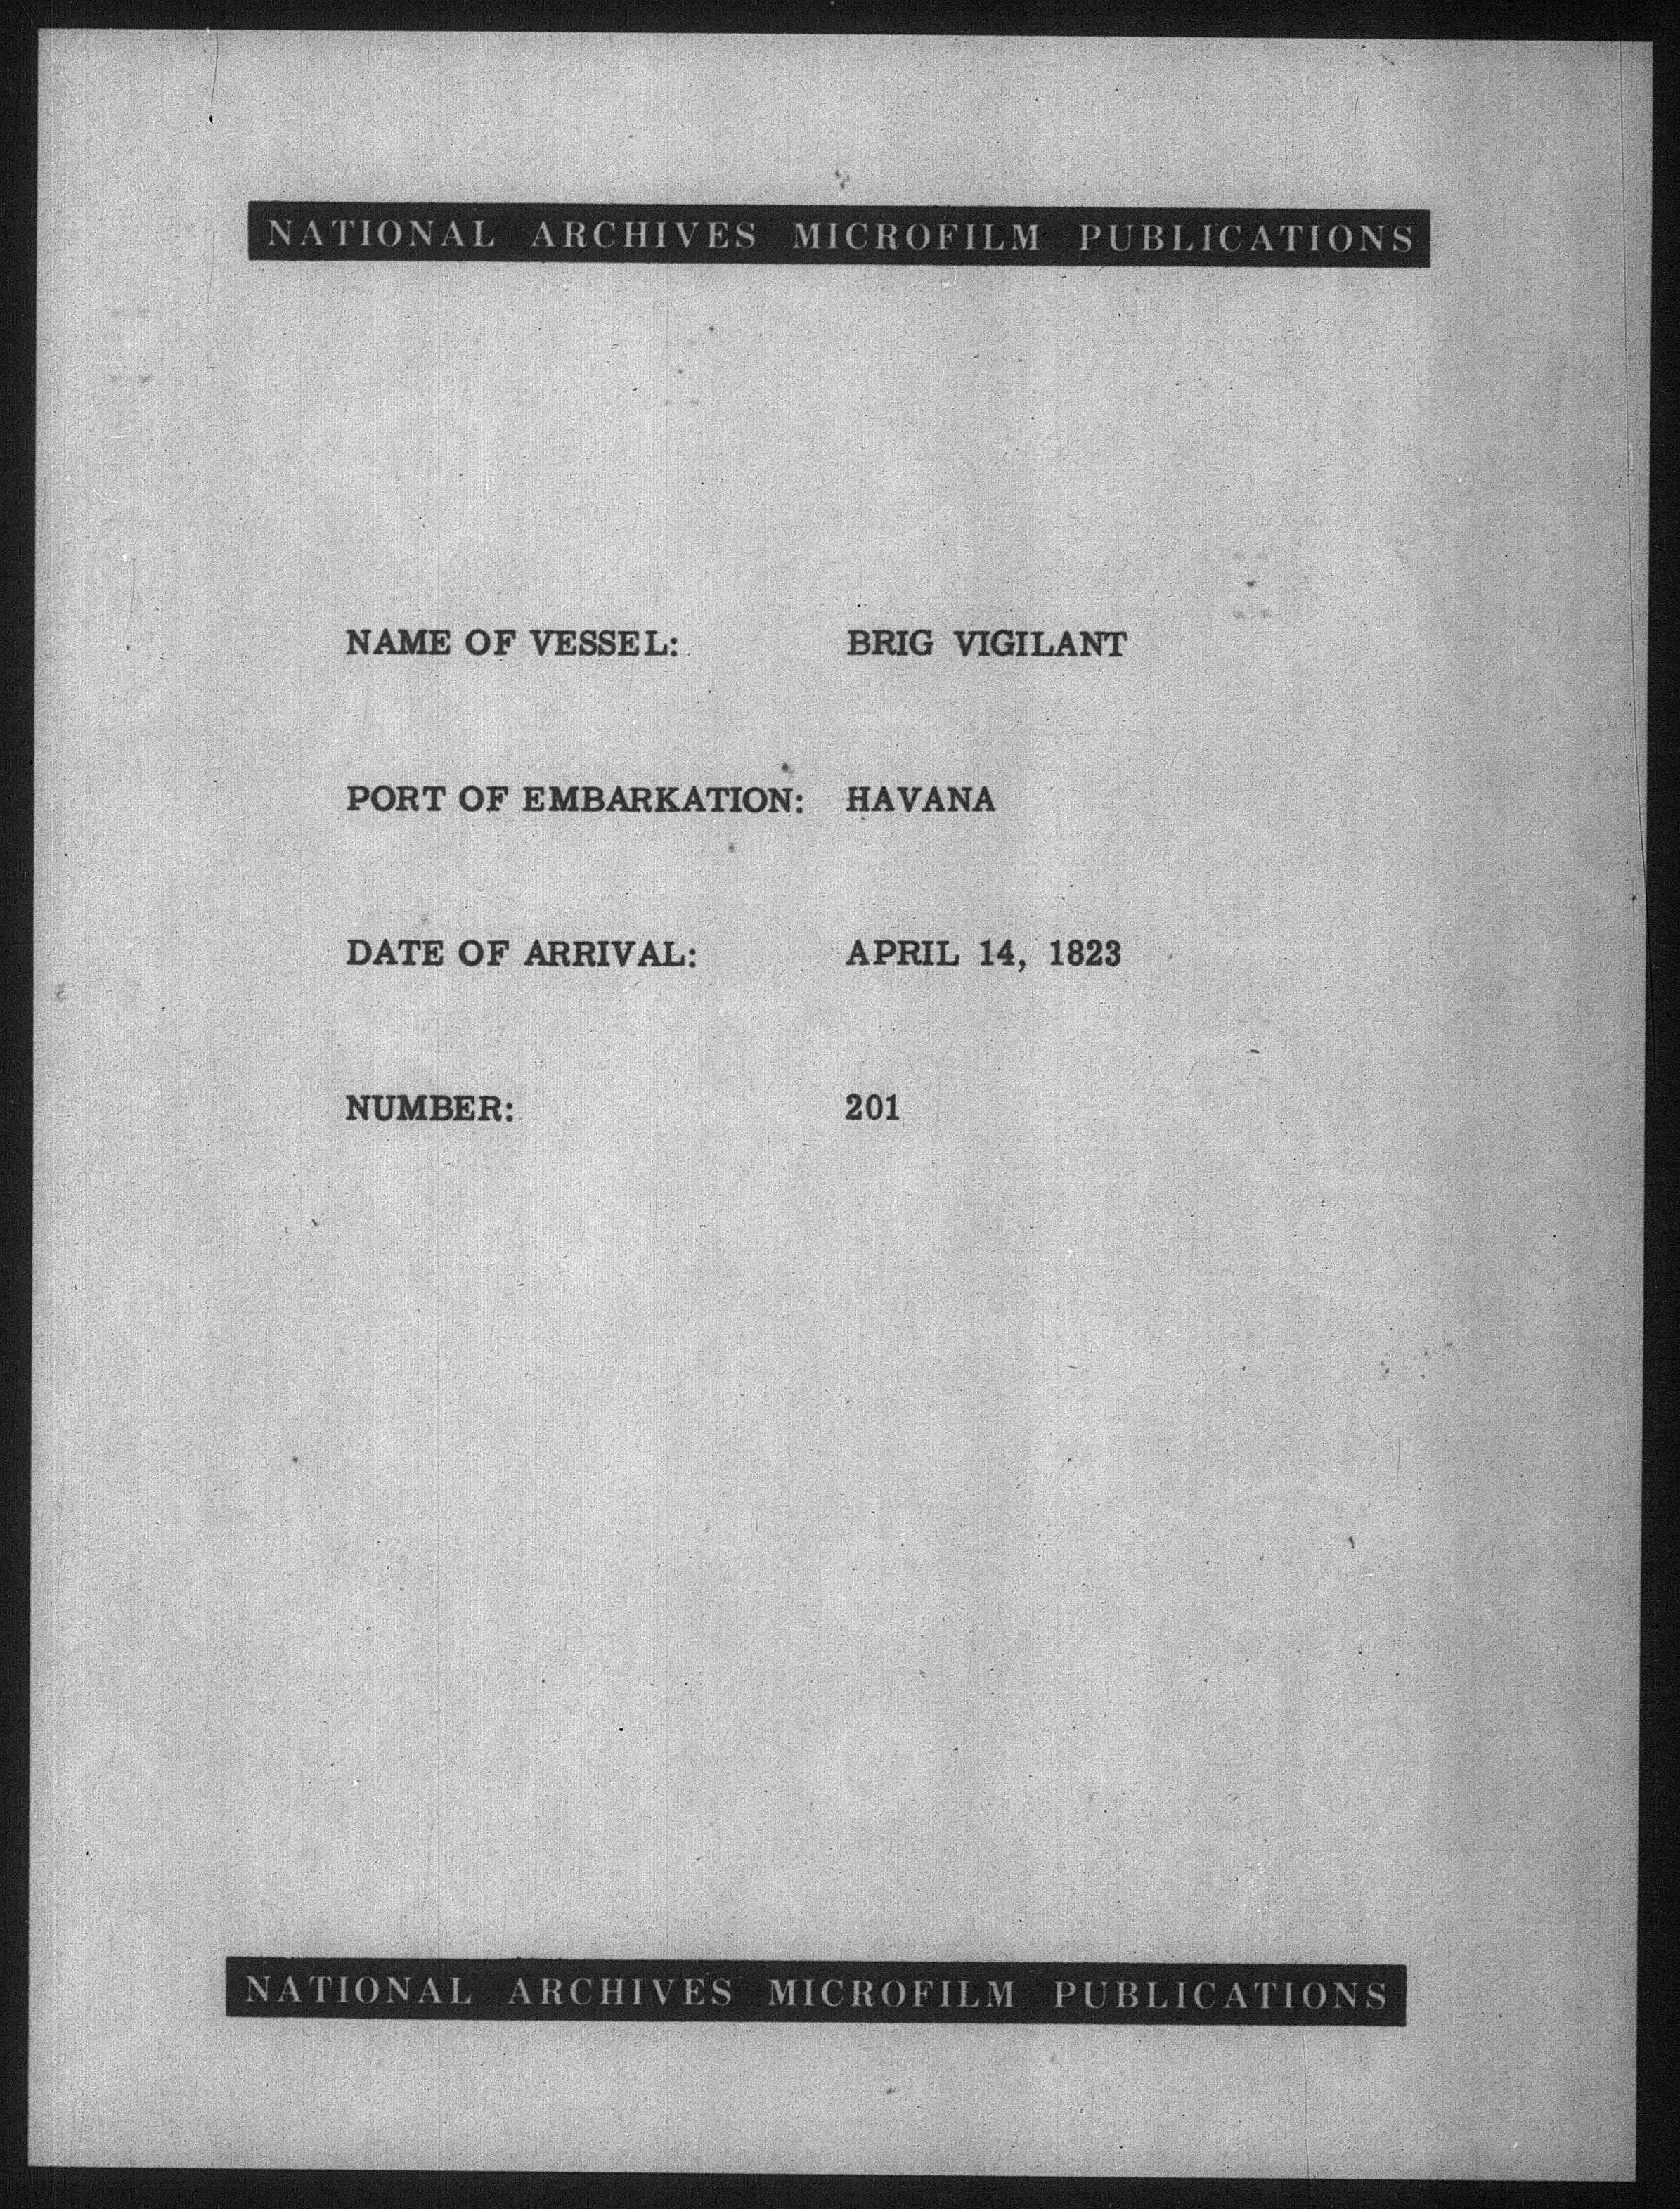 NATIONAL ARCHIVES MICROFILM PUBLICATIONS
NAME OF VESSEL: BRIG VIGILANT
PORT OF EMBARKATION: HAVANA
DATE OF ARRIVAL: APRIL 14, 1823
NUMBER: 201
NATIONAL ARCHIVES MICROFILM PUBLICATIONS